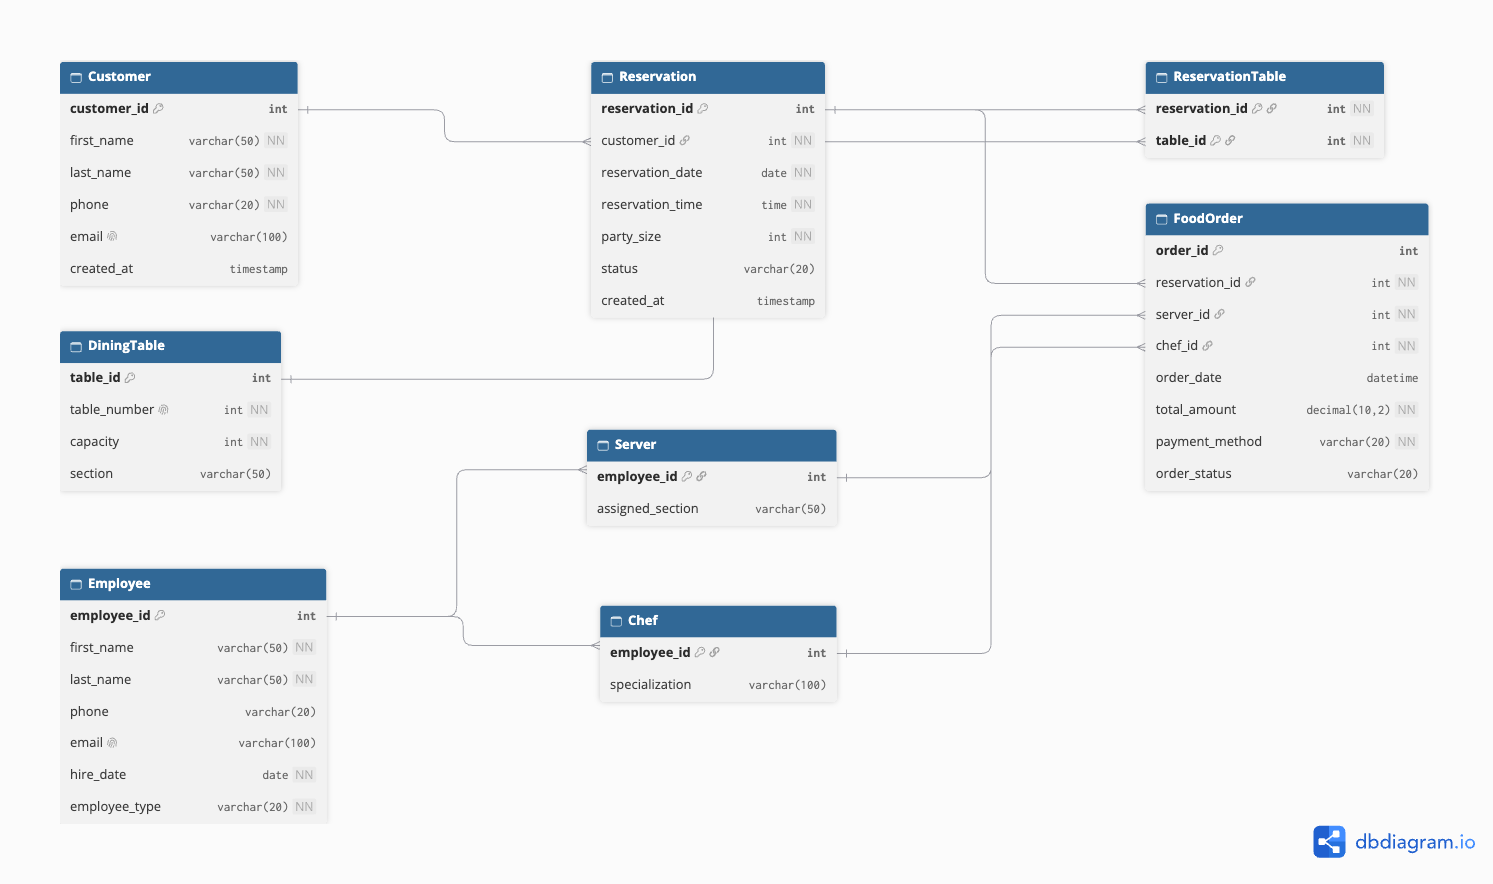 Customer
customer_id int
first_name varchar(50) NN
last_name varchar(50) NN
phone varchar(20) NN
email varchar(100)
created_at timestamp
Reservation
reservation_id int
customer_id int NN
reservation_date date NN
reservation_time time NN
party_size int NN
status varchar(20)
created_at timestamp
ReservationTable
reservation_id int NN
table_id int NN
FoodOrder
order_id int
reservation_id int NN
server_id int NN
chef_id int NN
order_date datetime
total_amount decimal(10,2) NN
payment_method varchar(20) NN
order_status varchar(20)
DiningTable
table_id int
table_number int NN
capacity int NN
section varchar(50)
Server
employee_id int
assigned_section varchar(50)
Employee
employee_id int
first_name varchar(50) NN
last_name varchar(50) NN
phone varchar(20)
email varchar(100)
hire_date date NN
employee_type varchar(20) NN
Chef
employee_id int
specialization varchar(100)
dbdiagram.io